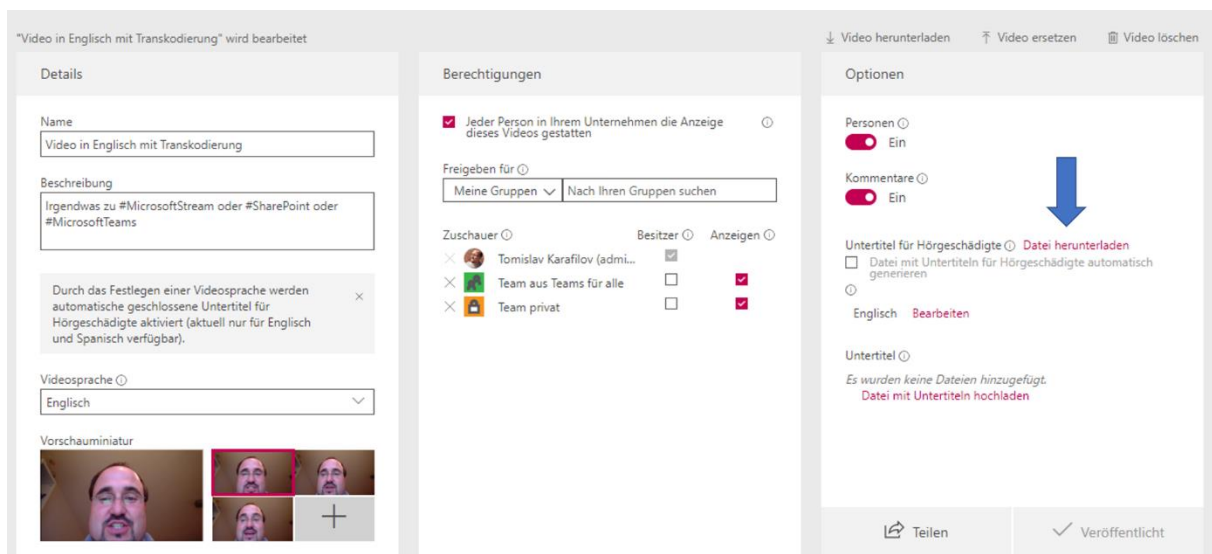 "Video in Englisch mit Transkodierung" wird bearbeitet
Video herunterladen
Video ersetzen
Video löschen
Details
Name
Video in Englisch mit Transkodierung
Beschreibung
Irgendwas zu #MicrosoftStream oder #SharePoint oder
#MicrosoftTeams
Durch das Festlegen einer Videosprache werden
automatische geschlossene Untertitel für
Hörgeschädigte aktiviert (aktuell nur für Englisch
und Spanisch verfügbar).
Videosprache
Englisch
Vorschauminiatur
Berechtigungen
Jeder Person in Ihrem Unternehmen die Anzeige
dieses Videos gestatten
Freigeben für
Meine Gruppen
Nach Ihren Gruppen suchen
Zuschauer
Besitzer
Anzeigen
Tomislav Karafilov (admi...
Team aus Teams für alle
Team privat
Optionen
Personen
Ein
Kommentare
Ein
Untertitel für Hörgeschädigte
Datei herunterladen
Datei mit Untertiteln für Hörgeschädigte automatisch
generieren
Englisch
Bearbeiten
Untertitel
Es wurden keine Dateien hinzugefügt.
Datei mit Untertiteln hochladen
Teilen
Veröffentlicht